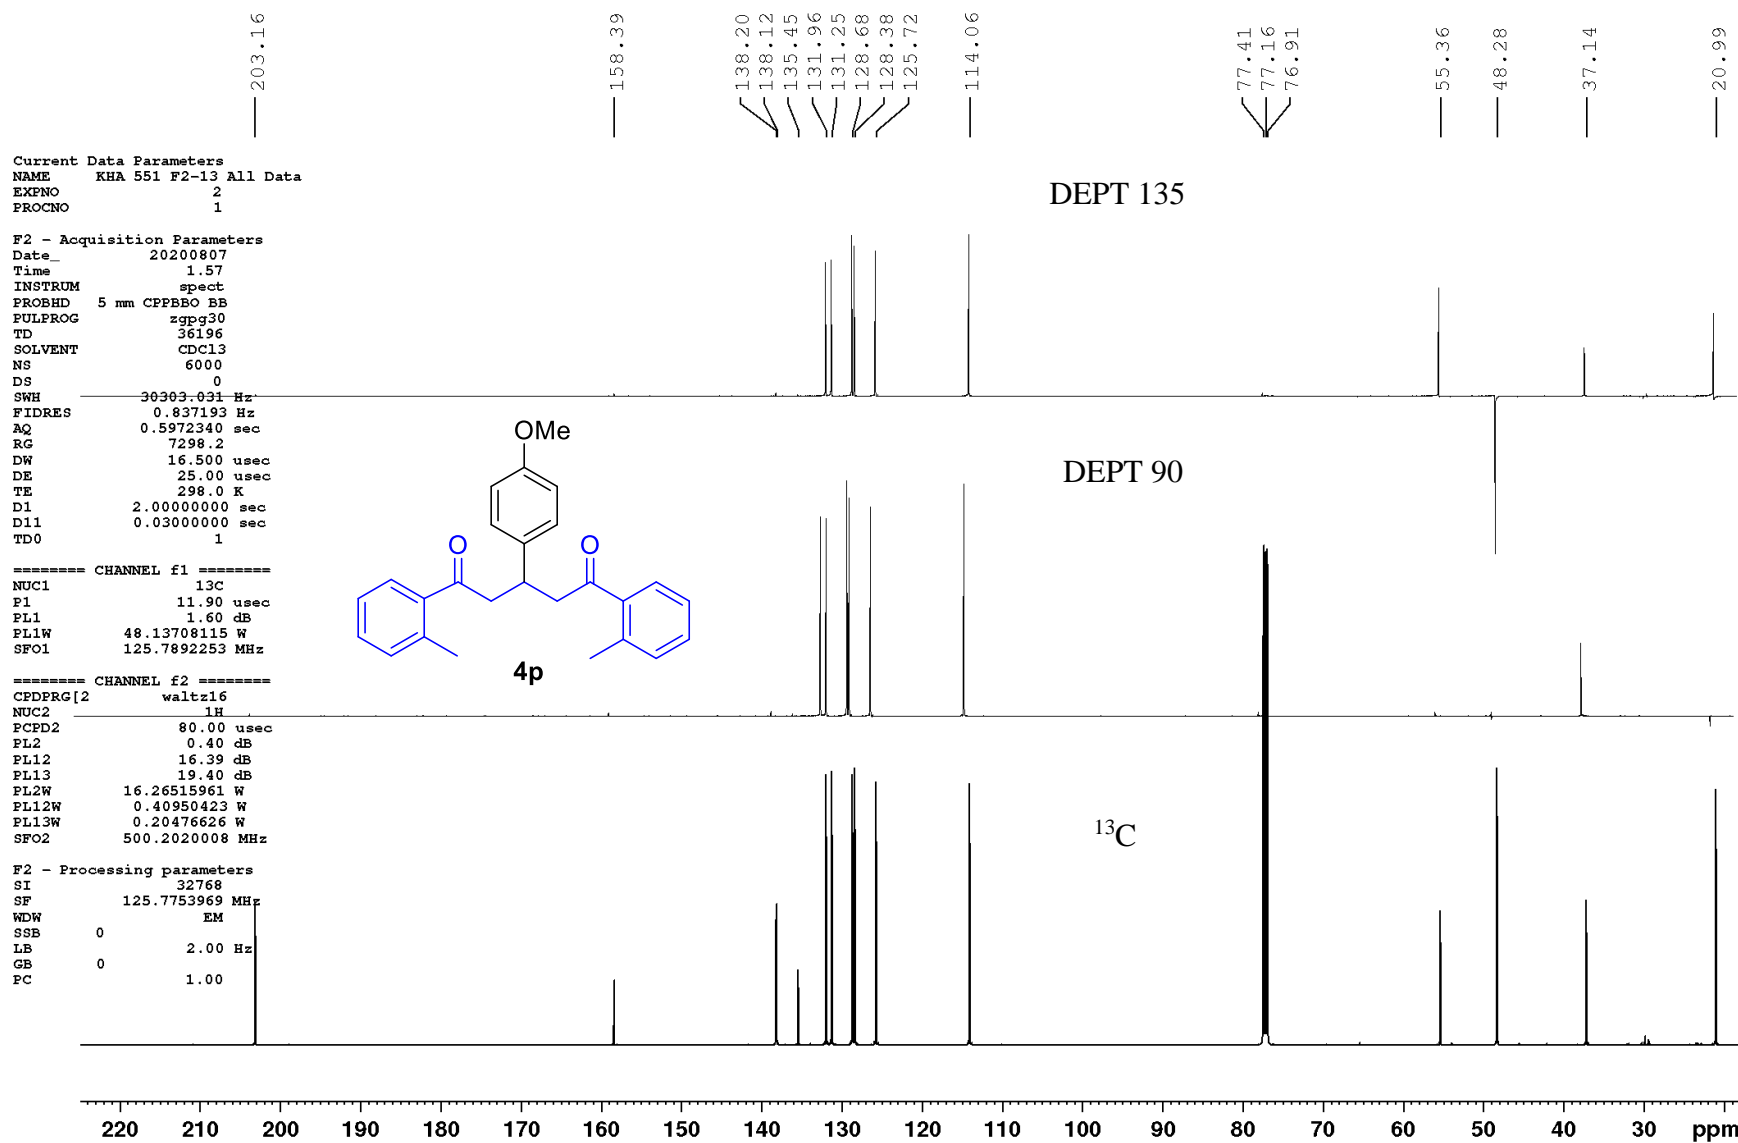 203.16
158.39
138.20
138.12
135.45
131.96
131.25
128.68
128.38
125.72
114.06
77.41
77.16
76.91
55.36
48.28
37.14
20.99
Current Data Parameters
NAME KHA 551 F2-13 All Data
EXPNO 2
PROCNO 1
F2 - Acquisition Parameters
Date_ 20200807
Time 1.57
INSTRUM spect
PROBHD 5 mm CPPBBO BB
PULPROG zgpg30
TD 36196
SOLVENT CDCl3
NS 6000
DS 0
SWH 30303.031 Hz
FIDRES 0.837193 Hz
AQ 0.5972340 sec
RG 7298.2
DW 16.500 usec
DE 25.00 usec
TE 298.0 K
D1 2.00000000 sec
D11 0.03000000 sec
TD0 1
======== CHANNEL f1 ========
NUC1 13C
P1 11.90 usec
PL1 1.60 dB
PL1W 48.13708115 W
SFO1 125.7892253 MHz
======== CHANNEL f2 ========
CPDPRG[2 waltz16
NUC2 1H
PCPD2 80.00 usec
PL2 0.40 dB
PL12 16.39 dB
PL13 19.40 dB
PL2W 16.26515961 W
PL12W 0.40950423 W
PL13W 0.20476626 W
SFO2 500.2020008 MHz
F2 - Processing parameters
SI 32768
SF 125.7753969 MHz
WDW EM
SSB 0
LB 2.00 Hz
GB 0
PC 1.00
DEPT 135
DEPT 90
OMe
O O
4p
13C
220 210 200 190 180 170 160 150 140 130 120 110 100 90 80 70 60 50 40 30 ppm